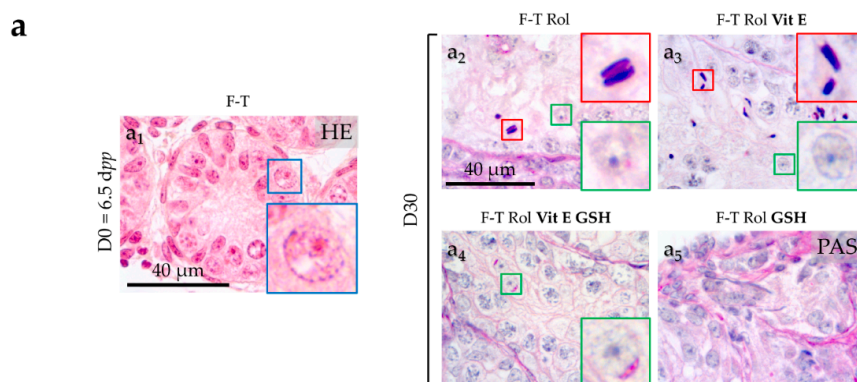 a
F-T
a1
HE
D0 = 6.5 dpp
40 µm
D30
F-T Rol
a2
40 µm
F-T Rol Vit E
a3
F-T Rol Vit E GSH
a4
F-T Rol GSH
a5
PAS